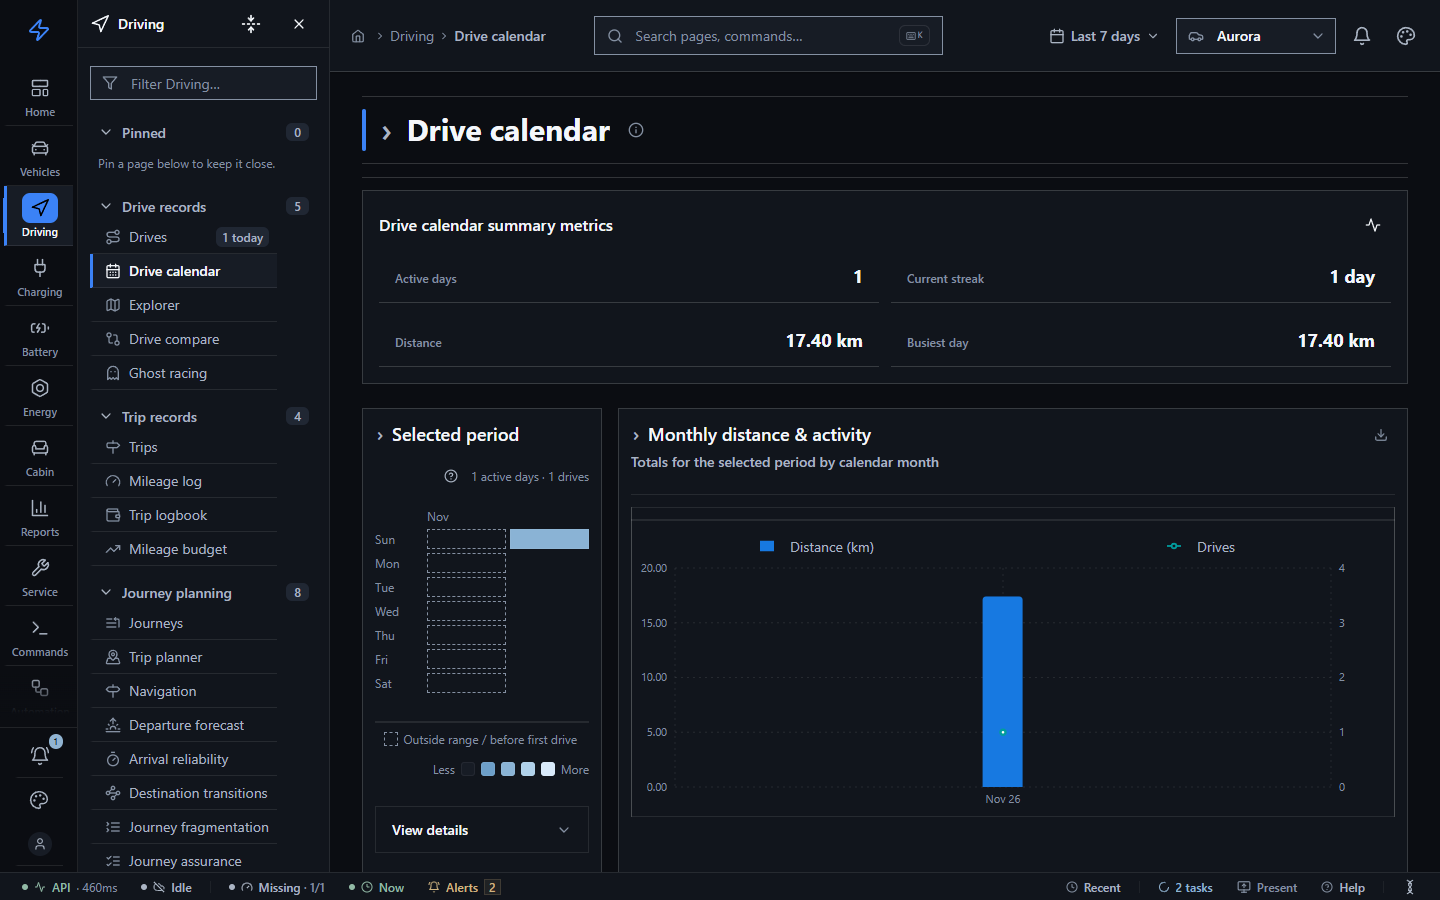 Home
Vehicles
Driving
Charging
Battery
Energy
Cabin
Reports
Service
Commands
1
Driving
Filter Driving...
Pinned 0
Pin a page below to keep it close.
Drive records 5
Drives 1 today
Drive calendar
Explorer
Drive compare
Ghost racing
Trip records 4
Trips
Mileage log
Trip logbook
Mileage budget
Journey planning 8
Journeys
Trip planner
Navigation
Departure forecast
Arrival reliability
Destination transitions
Journey fragmentation
Journey assurance
Driving Drive calendar
Search pages, commands... K
Last 7 days
Aurora
Drive calendar
Drive calendar summary metrics
Active days 1
Current streak 1 day
Distance 17.40 km
Busiest day 17.40 km
Selected period
1 active days · 1 drives
Nov
Sun
Mon
Tue
Wed
Thu
Fri
Sat
Outside range / before first drive
Less More
View details
Monthly distance & activity
Totals for the selected period by calendar month
Distance (km) Drives
20.00 4
15.00 3
10.00 2
5.00 1
0.00 0
Nov 26
API · 460ms Idle Missing · 1/1 Now Alerts 2 Recent 2 tasks Present Help